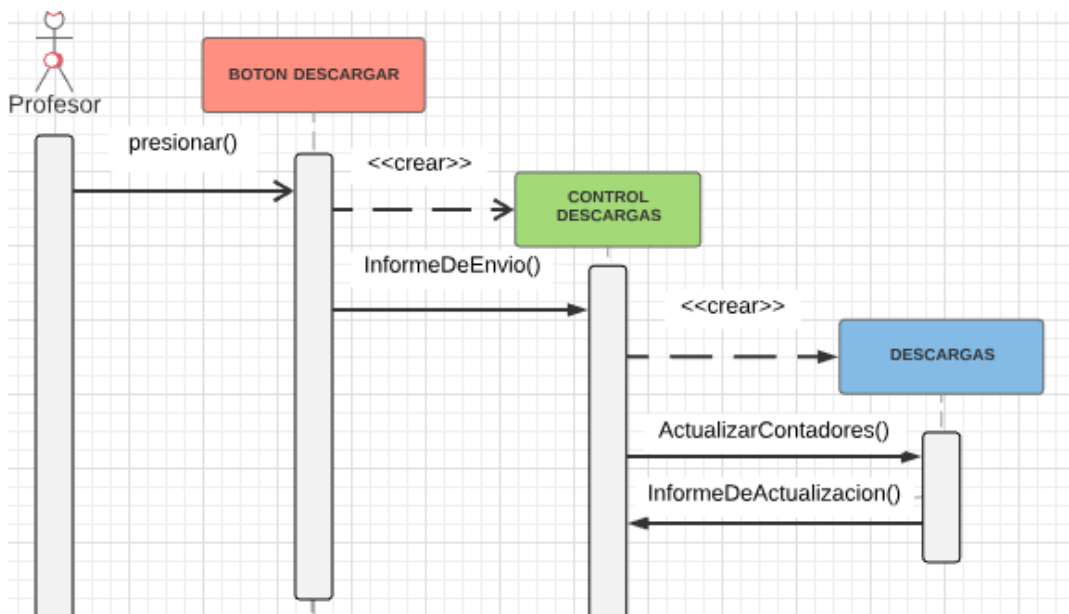 Profesor
BOTON DESCARGAR
presionar()
<<crear>>
CONTROL
DESCARGAS
InformeDeEnvio()
<<crear>>
DESCARGAS
ActualizarContadores()
InformeDeActualizacion()